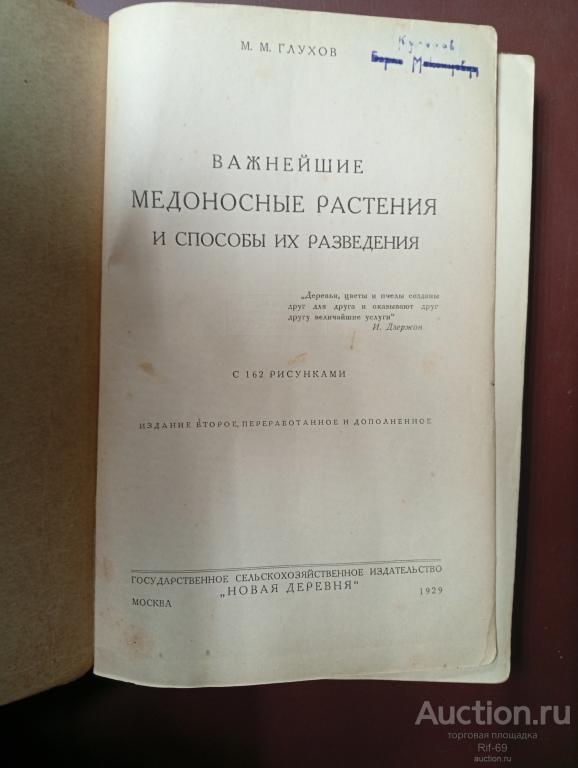 М. М. ГЛУХОВ
ВАЖНЕЙШИЕ
МЕДОНОСНЫЕ РАСТЕНИЯ
И СПОСОБЫ ИХ РАЗВЕДЕНИЯ
„Деревья, цветы и пчелы созданы
друг для друга и оказывают друг
другу величайшие услуги"
И. Дзержон
С 162 РИСУНКАМИ
ИЗДАНИЕ ВТОРОЕ, ПЕРЕРАБОТАННОЕ И ДОПОЛНЕННОЕ
ГОСУДАРСТВЕННОЕ СЕЛЬСКОХОЗЯЙСТВЕННОЕ ИЗДАТЕЛЬСТВО
„НОВАЯ ДЕРЕВНЯ"
МОСКВА 1929
Auction.ru
торговая площадка
Rif-69
auction.ru